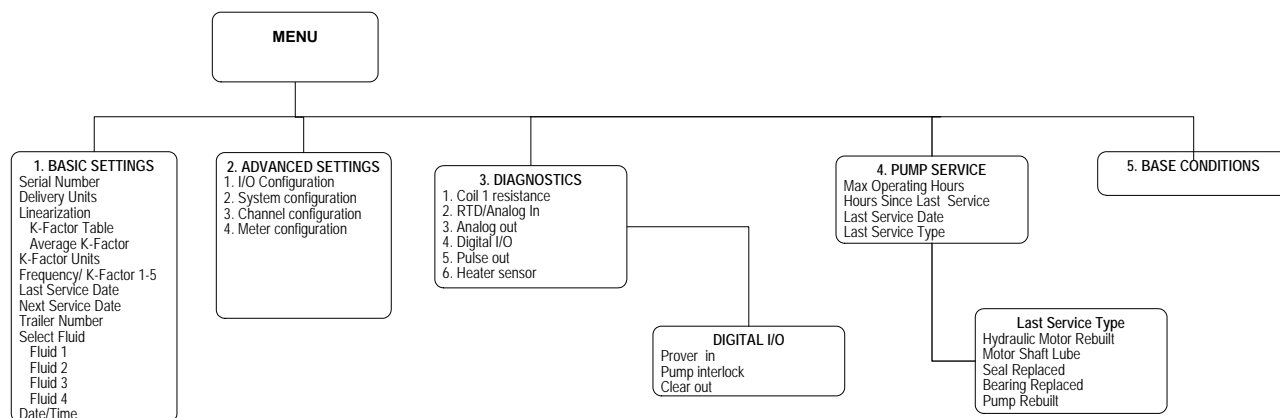 MENU
1. BASIC SETTINGS
Serial Number
Delivery Units
Linearization
K-Factor Table
Average K-Factor
K-Factor Units
Frequency/ K-Factor 1-5
Last Service Date
Next Service Date
Trailer Number
Select Fluid
Fluid 1
Fluid 2
Fluid 3
Fluid 4
Date/Time
2. ADVANCED SETTINGS
1. I/O Configuration
2. System configuration
3. Channel configuration
4. Meter configuration
3. DIAGNOSTICS
1. Coil 1 resistance
2. RTD/Analog In
3. Analog out
4. Digital I/O
5. Pulse out
6. Heater sensor
DIGITAL I/O
Prover in
Pump interlock
Clear out
4. PUMP SERVICE
Max Operating Hours
Hours Since Last Service
Last Service Date
Last Service Type
Last Service Type
Hydraulic Motor Rebuilt
Motor Shaft Lube
Seal Replaced
Bearing Replaced
Pump Rebuilt
5. BASE CONDITIONS